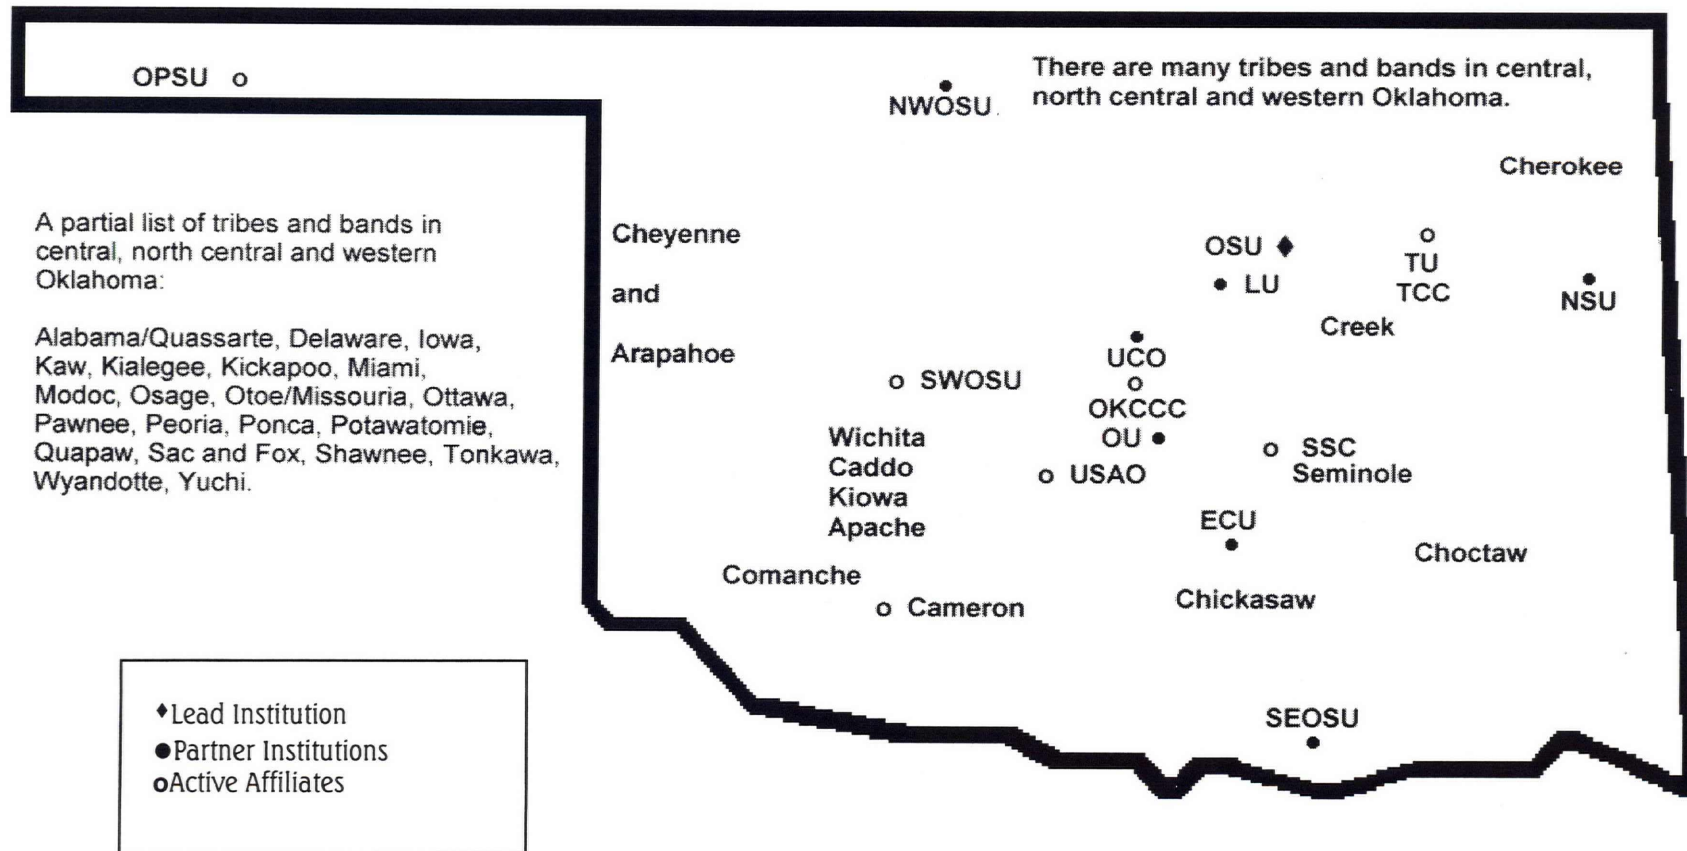 OPSU
NWOSU
There are many tribes and bands in central,
north central and western Oklahoma.
Cherokee
A partial list of tribes and bands in
central, north central and western
Oklahoma:
Alabama/Quassarte, Delaware, Iowa,
Kaw, Kialegee, Kickapoo, Miami,
Modoc, Osage, Otoe/Missouria, Ottawa,
Pawnee, Peoria, Ponca, Potawatomie,
Quapaw, Sac and Fox, Shawnee, Tonkawa,
Wyandotte, Yuchi.
Cheyenne
and
Arapahoe
OSU
LU
TU
TCC
NSU
Creek
UCO
SWOSU
OKCCC
OU
Wichita
Caddo
Kiowa
Apache
USAO
SSC
Seminole
ECU
Choctaw
Comanche
Cameron
Chickasaw
SEOSU
♦Lead Institution
●Partner Institutions
oActive Affiliates